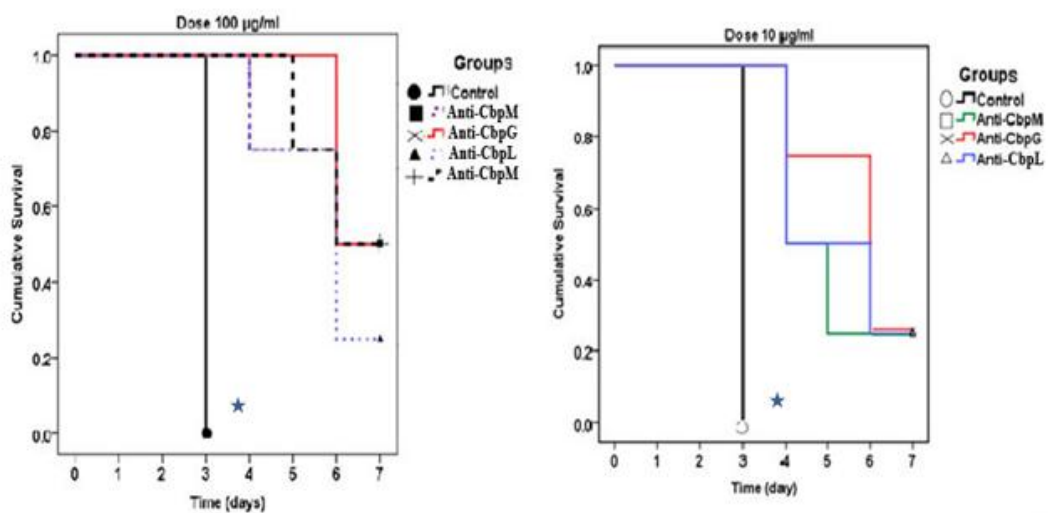 Dose 100 µg/ml
Cumulative Survival
1.0
0.8
0.6
0.4
0.2
0.0
0 1 2 3 4 5 6 7
Time (days)
Groups
Control
Anti-CbpM
Anti-CbpG
Anti-CbpL
Anti-CbpM
Dose 10 µg/ml
Cumulative Survival
1.0
0.8
0.6
0.4
0.2
0.0
0 1 2 3 4 5 6 7
Time (day)
Groups
Control
Anti-CbpM
Anti-CbpG
Anti-CbpL